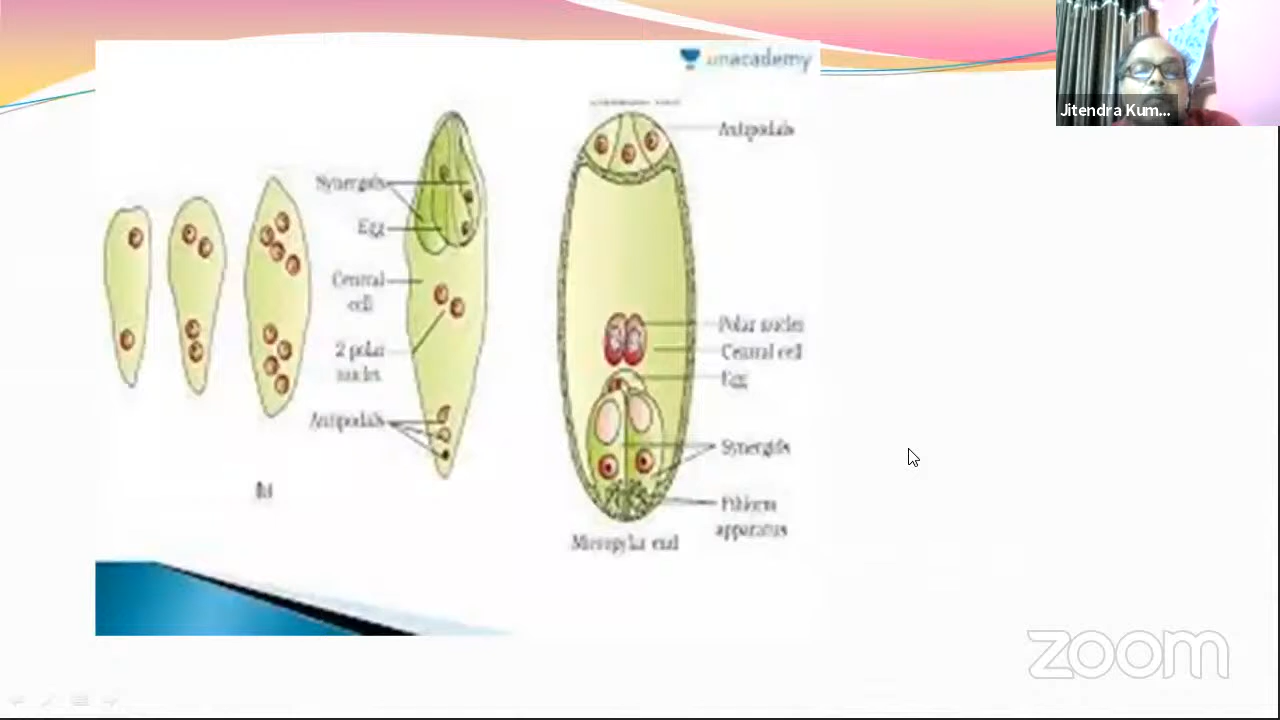 unacademy
Jitendra Kum...
Antipodals
Synergids
Egg
Central
cell
2 polar
nuclei
Antipodals
Polar nuclei
Central cell
Egg
Synergids
Filiform
apparatus
Micropylar end
zoom